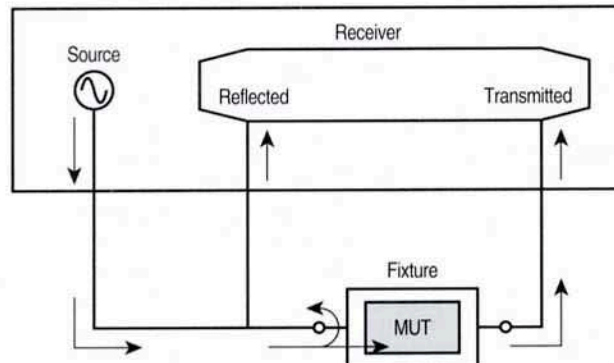 Receiver
Source
Reflected
Transmitted
Fixture
MUT